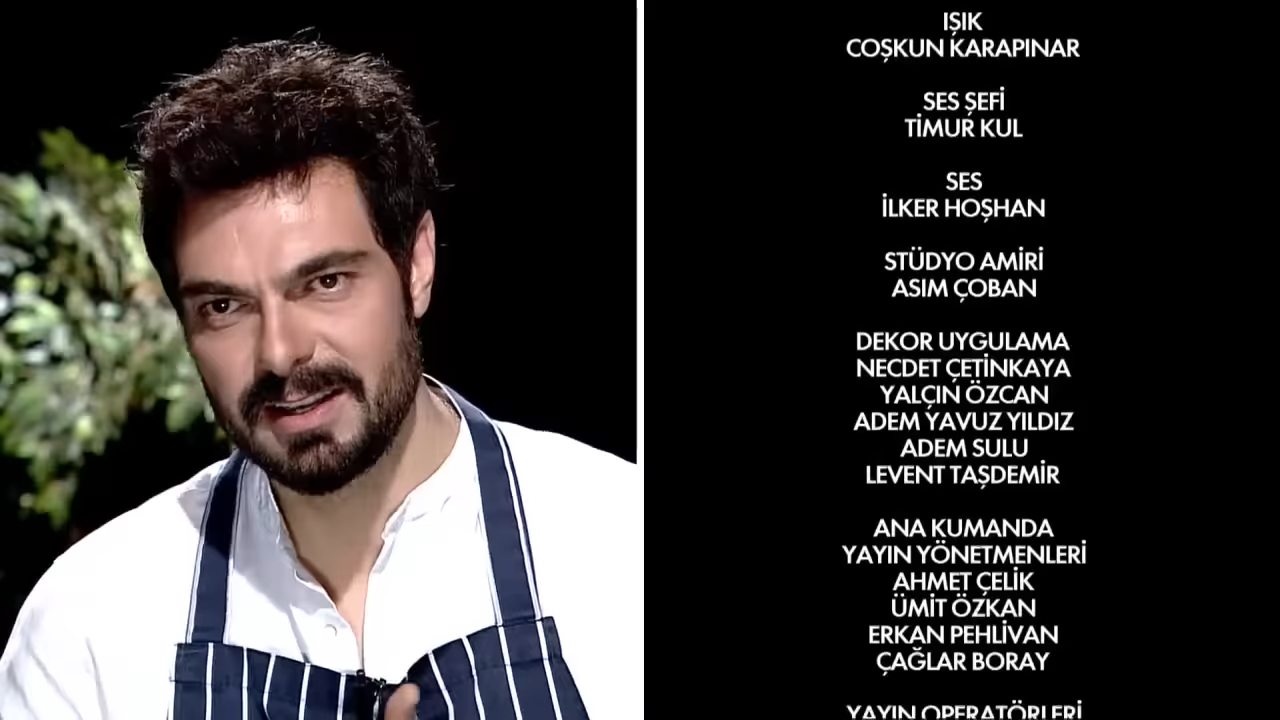 IŞIK
COŞKUN KARAPINAR
SES ŞEFİ
TİMUR KUL
SES
İLKER HOŞHAN
STÜDYO AMİRİ
ASIM ÇOBAN
DEKOR UYGULAMA
NECDET ÇETİNKAYA
YALÇIN ÖZCAN
ADEM YAVUZ YILDIZ
ADEM SULU
LEVENT TAŞDEMİR
ANA KUMANDA
YAYIN YÖNETMENLERİ
AHMET ÇELİK
ÜMİT ÖZKAN
ERKAN PEHLİVAN
ÇAĞLAR BORAY
YAYIN OPERATÖRLERİ